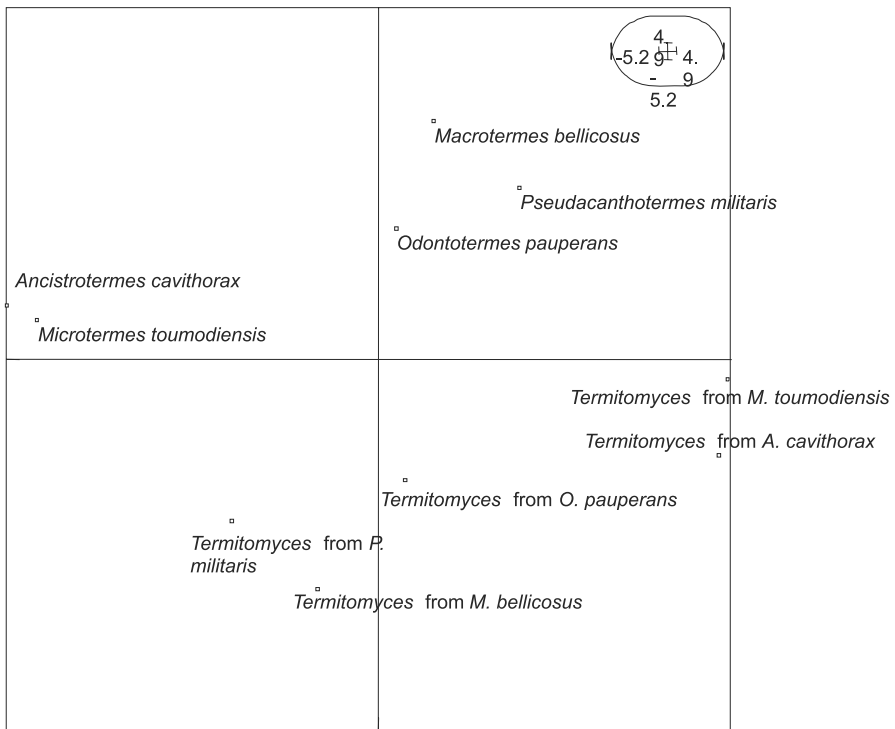 4.
-5.2 9 4.
- 9
5.2
Macrotermes bellicosus
Pseudacanthotermes militaris
Odontotermes pauperans
Ancistrotermes cavithorax
Microtermes toumodiensis
Termitomyces from M. toumodiensis
Termitomyces from A. cavithorax
Termitomyces from O. pauperans
Termitomyces from P.
militaris
Termitomyces from M. bellicosus